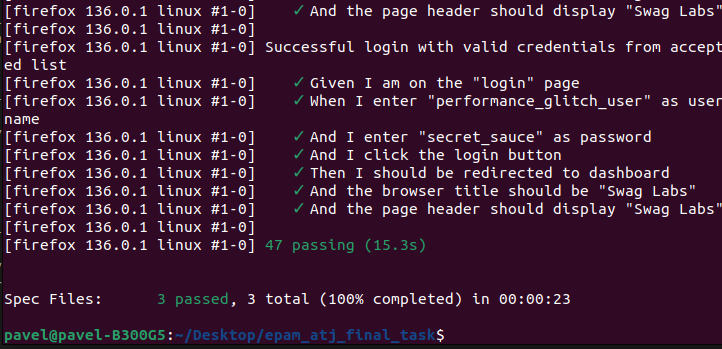 [firefox 136.0.1 linux #1-0]    ✓ And the page header should display "Swag Labs"
[firefox 136.0.1 linux #1-0]
[firefox 136.0.1 linux #1-0] Successful login with valid credentials from accept
ed list
[firefox 136.0.1 linux #1-0]    ✓ Given I am on the "login" page
[firefox 136.0.1 linux #1-0]    ✓ When I enter "performance_glitch_user" as user
name
[firefox 136.0.1 linux #1-0]    ✓ And I enter "secret_sauce" as password
[firefox 136.0.1 linux #1-0]    ✓ And I click the login button
[firefox 136.0.1 linux #1-0]    ✓ Then I should be redirected to dashboard
[firefox 136.0.1 linux #1-0]    ✓ And the browser title should be "Swag Labs"
[firefox 136.0.1 linux #1-0]    ✓ And the page header should display "Swag Labs"
[firefox 136.0.1 linux #1-0]
[firefox 136.0.1 linux #1-0] 47 passing (15.3s)
Spec Files:      3 passed, 3 total (100% completed) in 00:00:23
pavel@pavel-B300G5:~/Desktop/epam_atj_final_task$